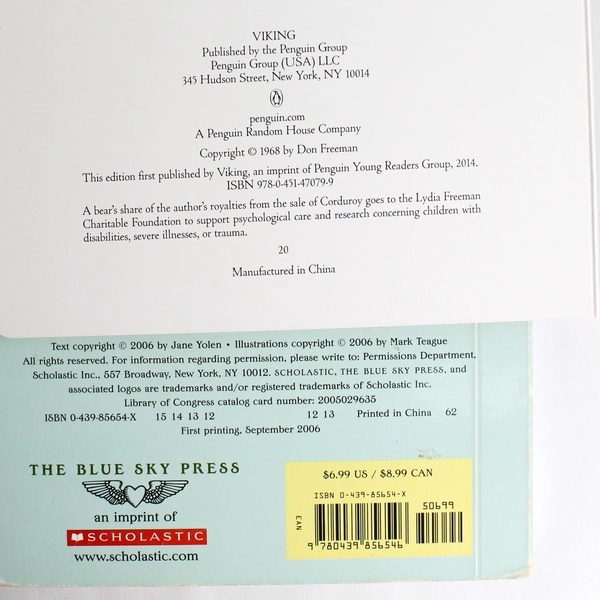 VIKING
Published by the Penguin Group
Penguin Group (USA) LLC
345 Hudson Street, New York, NY 10014
penguin.com
A Penguin Random House Company
Copyright © 1968 by Don Freeman
This edition first published by Viking, an imprint of Penguin Young Readers Group, 2014.
ISBN 978-0-451-47079-9
A bear's share of the author's royalties from the sale of Corduroy goes to the Lydia Freeman
Charitable Foundation to support psychological care and research concerning children with
disabilities, severe illnesses, or trauma.
20
Manufactured in China
Text copyright © 2006 by Jane Yolen • Illustrations copyright © 2006 by Mark Teague
All rights reserved. For information regarding permission, please write to: Permissions Department,
Scholastic Inc., 557 Broadway, New York, NY 10012. SCHOLASTIC, THE BLUE SKY PRESS, and
associated logos are trademarks and/or registered trademarks of Scholastic Inc.
Library of Congress catalog card number: 2005029635
ISBN 0-439-85654-X 15 14 13 12 12 13 Printed in China 62
First printing, September 2006
THE BLUE SKY PRESS
an imprint of
SCHOLASTIC
www.scholastic.com
$6.99 US / $8.99 CAN
ISBN 0-439-85654-X
50699
EAN
9 780439 856546